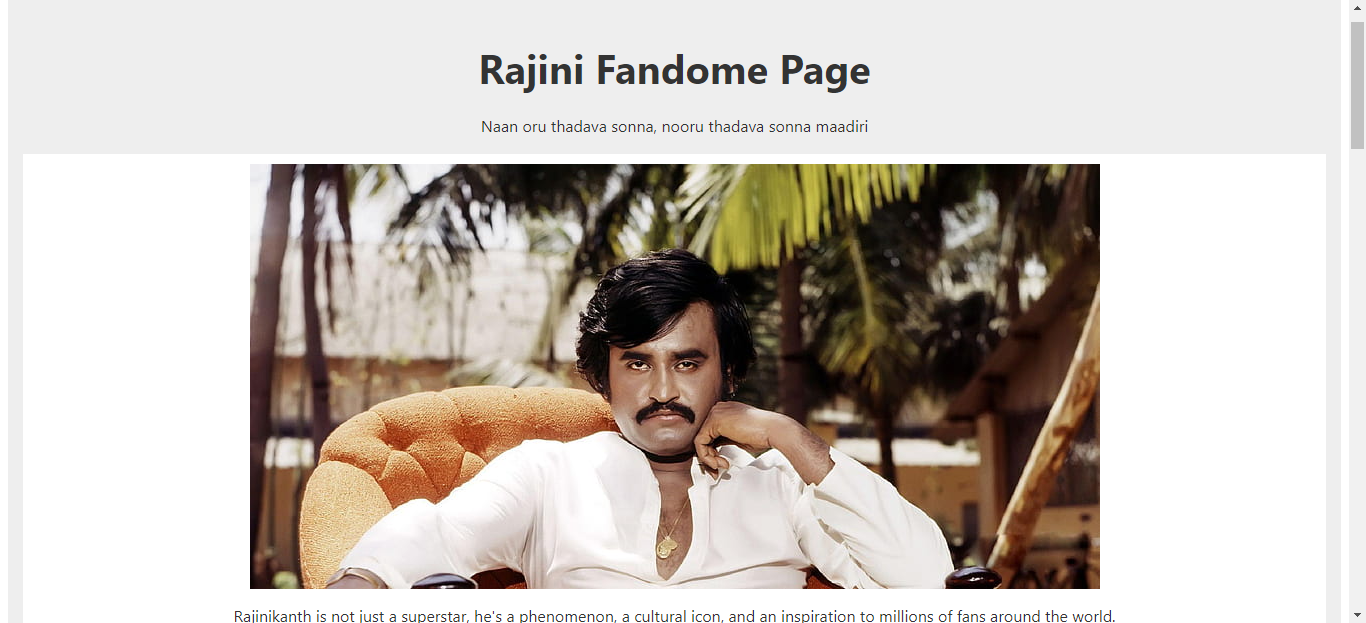 Rajini Fandome Page
Naan oru thadava sonna, nooru thadava sonna maadiri
Rajinikanth is not just a superstar, he's a phenomenon, a cultural icon, and an inspiration to millions of fans around the world.